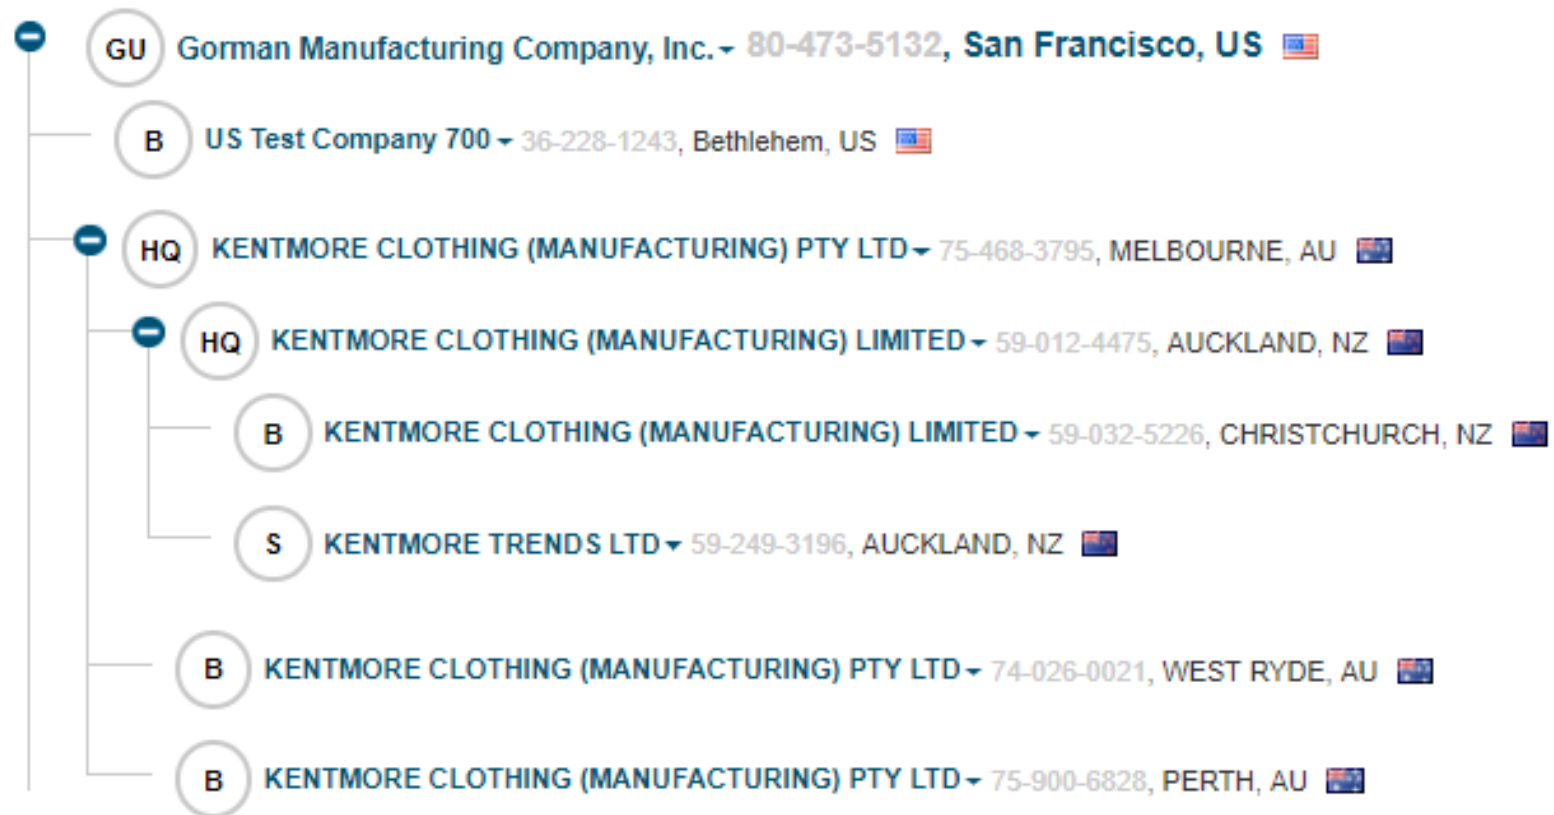 GU Gorman Manufacturing Company, Inc. 80-473-5132, San Francisco, US
B US Test Company 700 36-228-1243, Bethlehem, US
HQ KENTMORE CLOTHING (MANUFACTURING) PTY LTD 75-468-3795, MELBOURNE, AU
HQ KENTMORE CLOTHING (MANUFACTURING) LIMITED 59-012-4475, AUCKLAND, NZ
B KENTMORE CLOTHING (MANUFACTURING) LIMITED 59-032-5226, CHRISTCHURCH, NZ
S KENTMORE TRENDS LTD 59-249-3196, AUCKLAND, NZ
B KENTMORE CLOTHING (MANUFACTURING) PTY LTD 74-026-0021, WEST RYDE, AU
B KENTMORE CLOTHING (MANUFACTURING) PTY LTD 75-900-6828, PERTH, AU